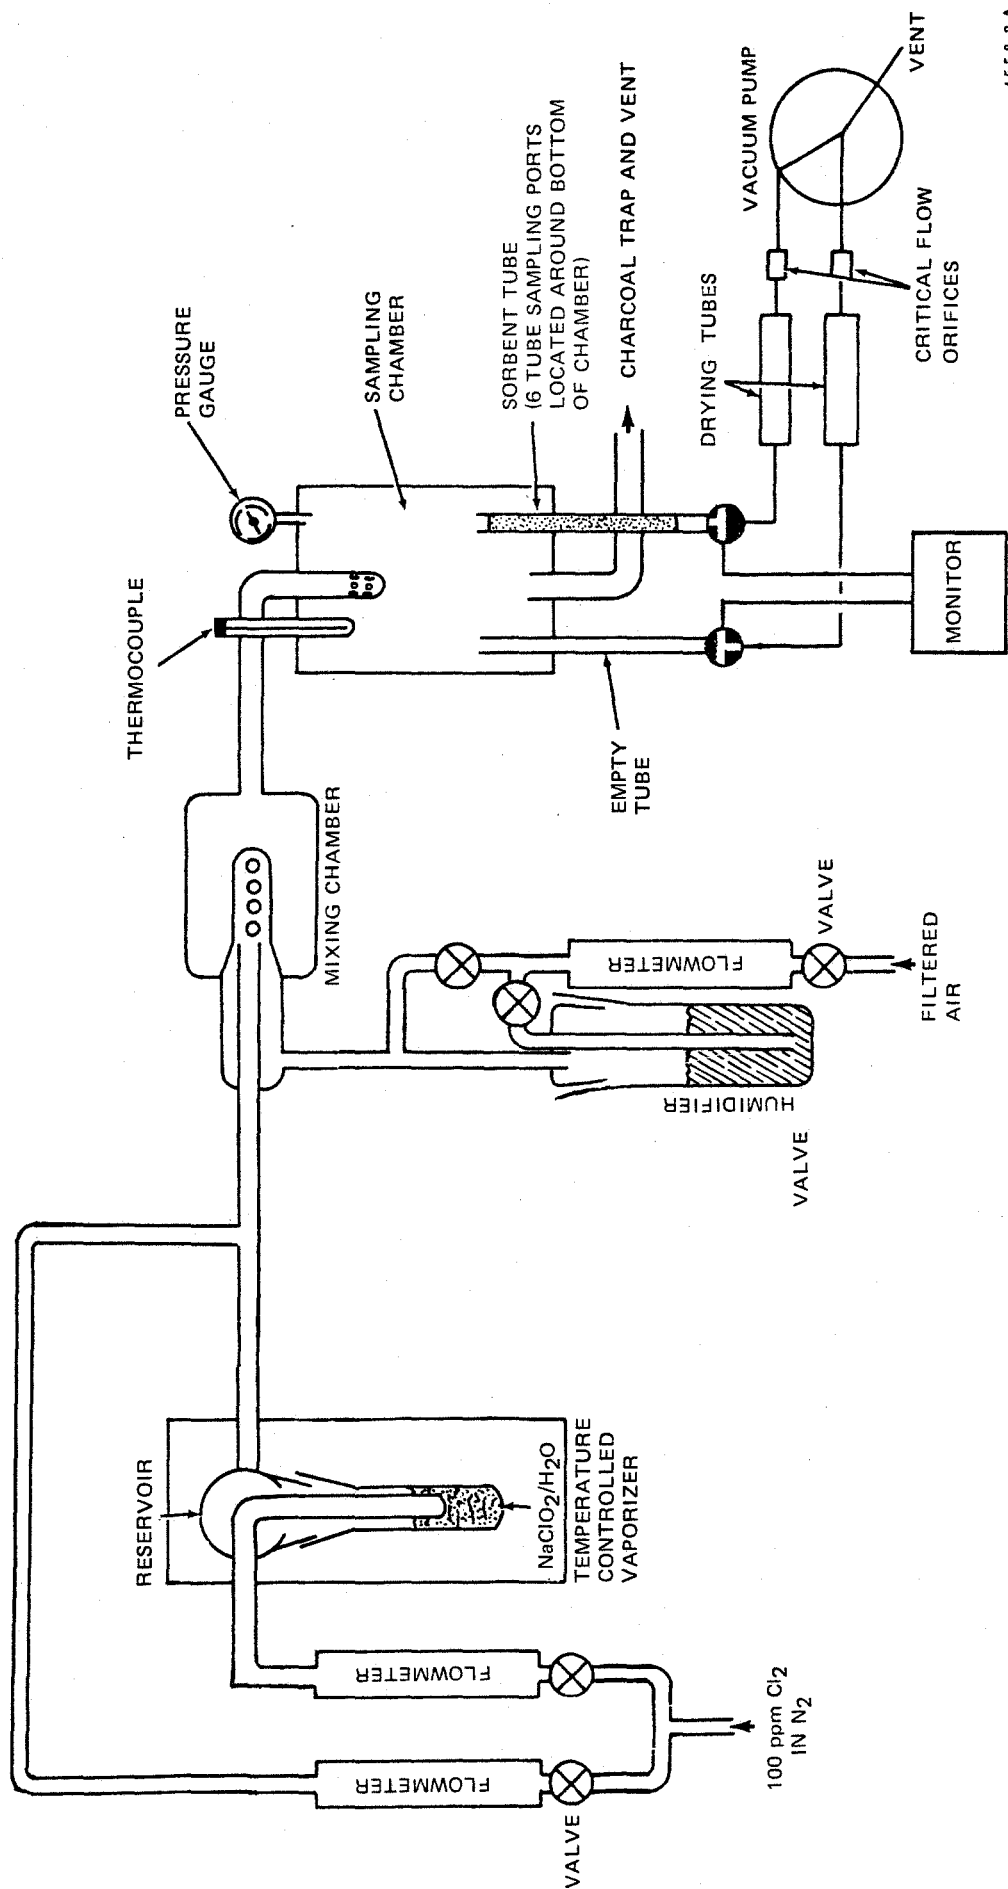 PRESSURE
GAUGE
THERMOCOUPLE
SAMPLING
CHAMBER
SORBENT TUBE
(6 TUBE SAMPLING PORTS
LOCATED AROUND BOTTOM
OF CHAMBER)
CHARCOAL TRAP AND VENT
VACUUM PUMP
VENT
DRYING TUBES
CRITICAL FLOW
ORIFICES
MONITOR
EMPTY
TUBE
MIXING CHAMBER
FLOWMETER
VALVE
FILTERED
AIR
HUMIDIFIER
VALVE
RESERVOIR
NaClO2/H2O
TEMPERATURE
CONTROLLED
VAPORIZER
FLOWMETER
FLOWMETER
VALVE
100 ppm Cl2
IN N2